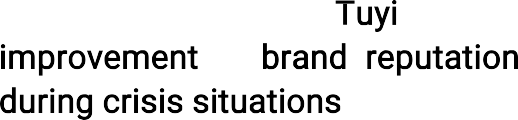 Tuyi
improvement brand reputation
during crisis situations